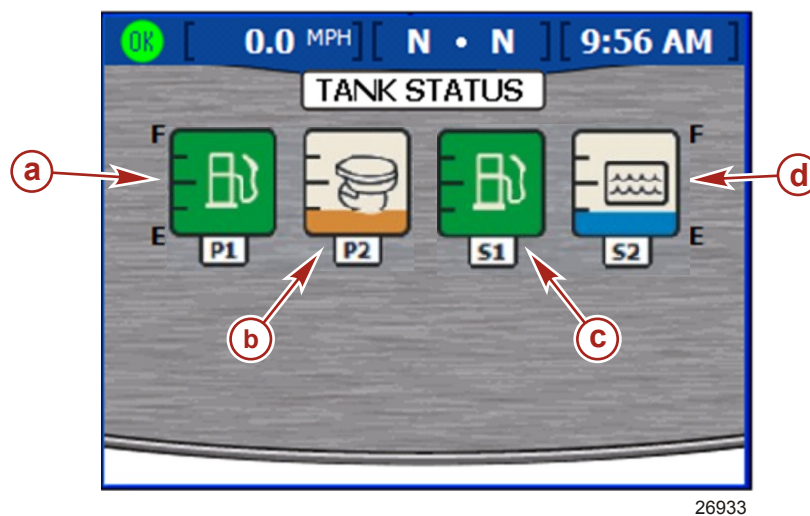 OK [ 0.0 MPH ] [ N • N ] [ 9:56 AM ]
TANK STATUS
F F
a d
E E
P1 P2 S1 S2
b c
26933